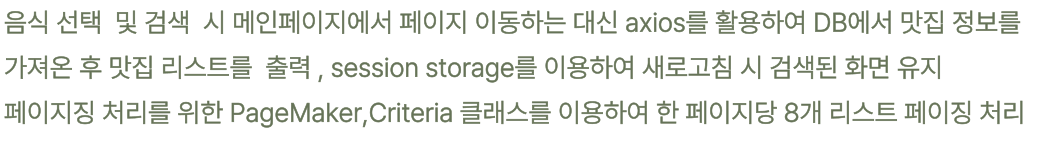 음식 선택 및 검색 시 메인페이지에서 페이지 이동하는 대신 axios를 활용하여 DB에서 맛집 정보를
가져온 후 맛집 리스트를 출력 , session storage를 이용하여 새로고침 시 검색된 화면 유지
페이지징 처리를 위한 PageMaker,Criteria 클래스를 이용하여 한 페이지당 8개 리스트 페이징 처리